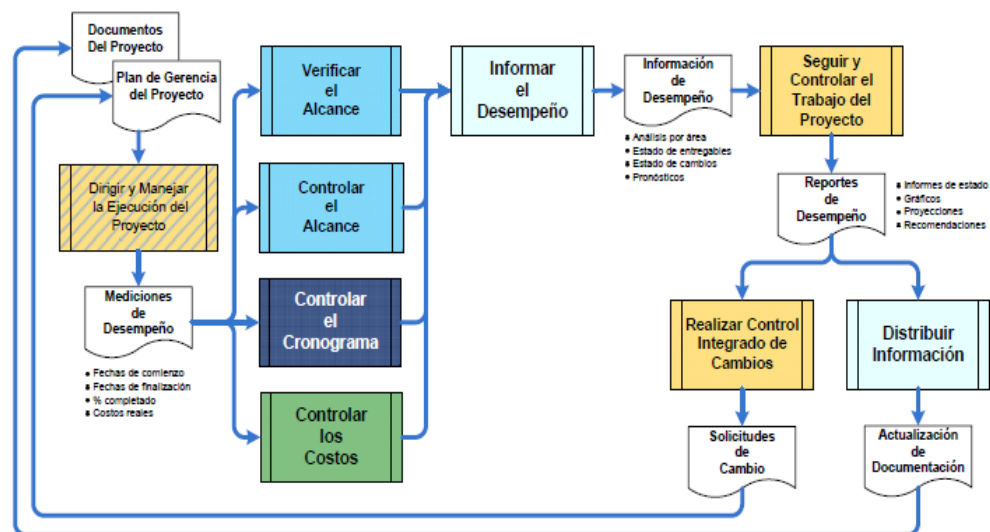 Documentos
Del Proyecto
Plan de Gerencia
del Proyecto
Dirigir y Manejar
la Ejecución del
Proyecto
Mediciones
de
Desempeño
• Fechas de comienzo
• Fechas de finalización
• % completado
• Costos reales
Verificar
el
Alcance
Controlar
el
Alcance
Controlar
el
Cronograma
Controlar
los
Costos
Informar
el
Desempeño
Información
de
Desempeño
• Análisis por área
• Estado de entregables
• Estado de cambios
• Pronósticos
Seguir y
Controlar el
Trabajo del
Proyecto
Reportes
de
Desempeño
• Informes de estado
• Gráficos
• Proyecciones
• Recomendaciones
Realizar Control
Integrado de
Cambios
Distribuir
Información
Solicitudes
de
Cambio
Actualización
de
Documentación